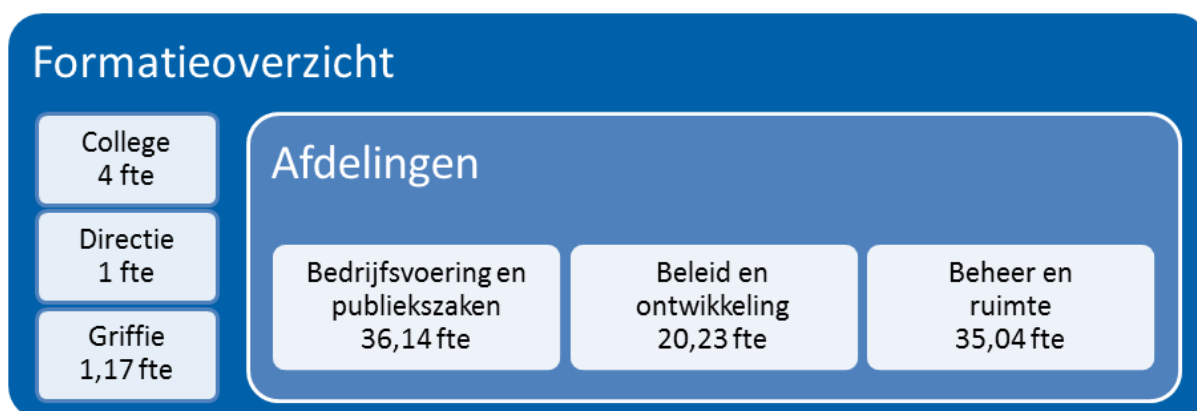 Formatieoverzicht
College
4 fte
Directie
1 fte
Griffie
1,17 fte
Afdelingen
Bedrijfsvoering en
publiekszaken
36,14 fte
Beleid en
ontwikkeling
20,23 fte
Beheer en
ruimte
35,04 fte